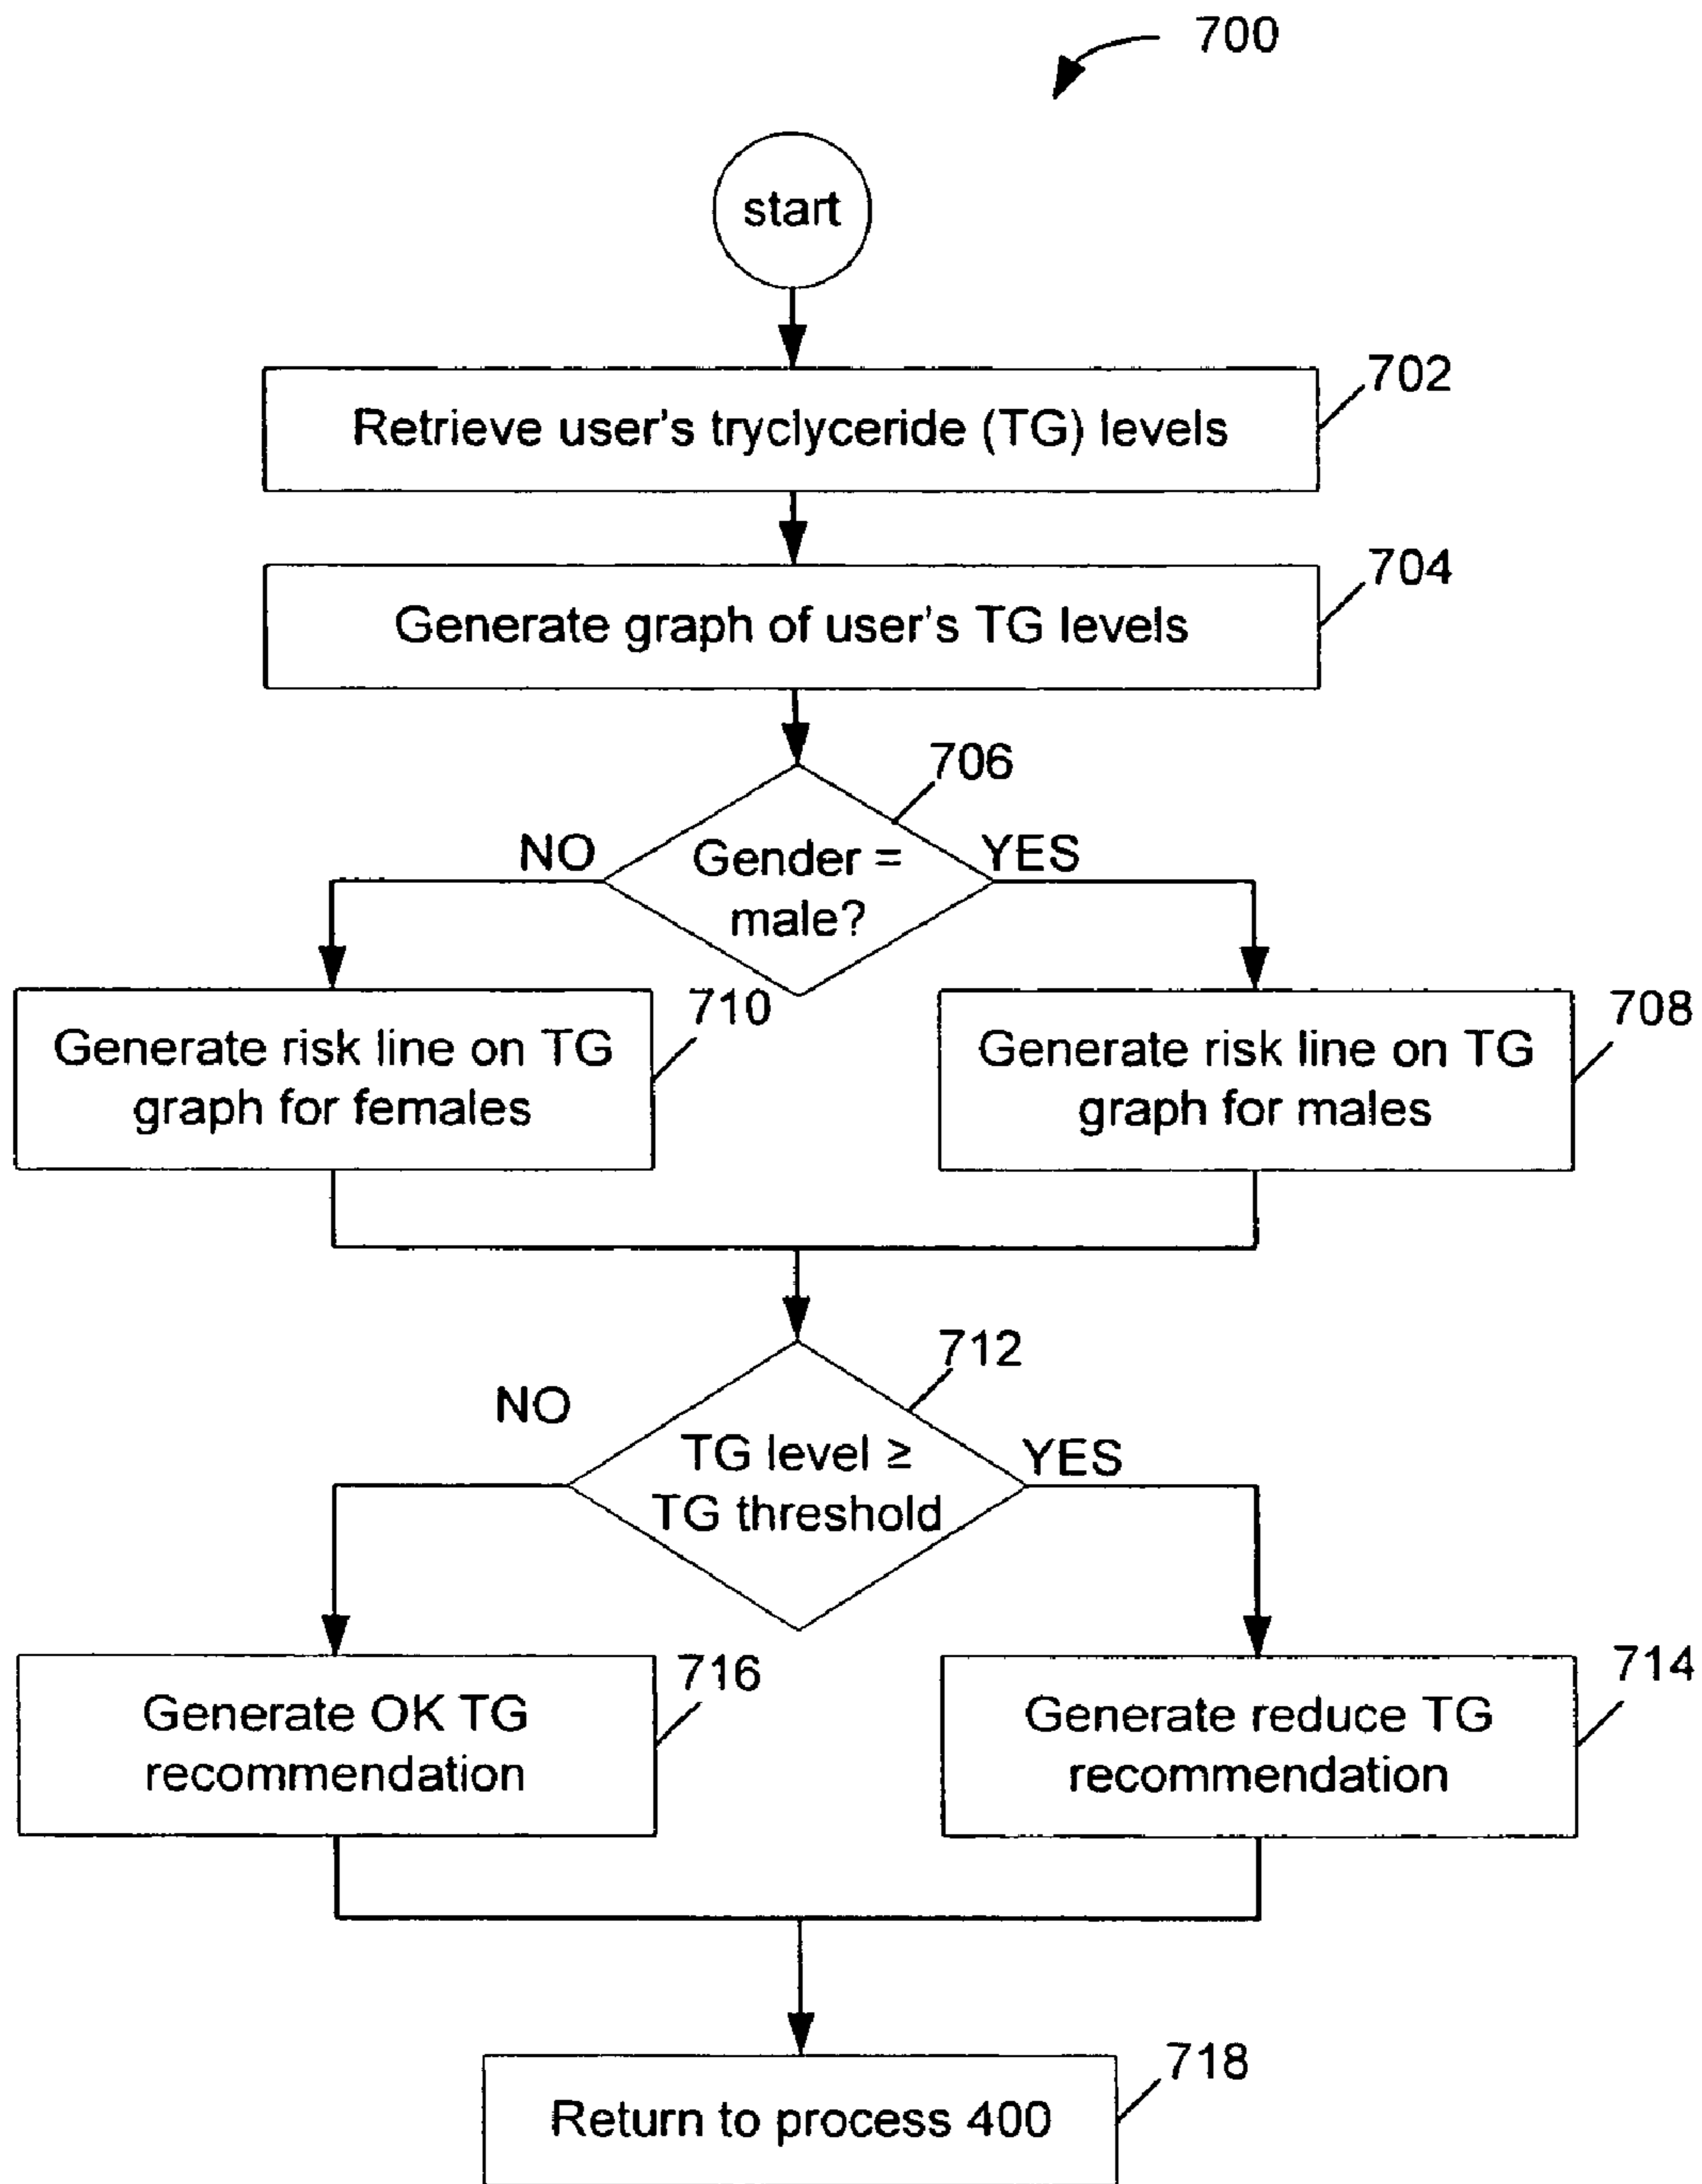 700
start
702
Retrieve user's tryclyceride (TG) levels
704
Generate graph of user's TG levels
706
NO
YES
Gender =
male?
710
708
Generate risk line on TG
graph for females
Generate risk line on TG
graph for males
712
NO
YES
TG level ≥
TG threshold
716
714
Generate OK TG
recommendation
Generate reduce TG
recommendation
718
Return to process 400